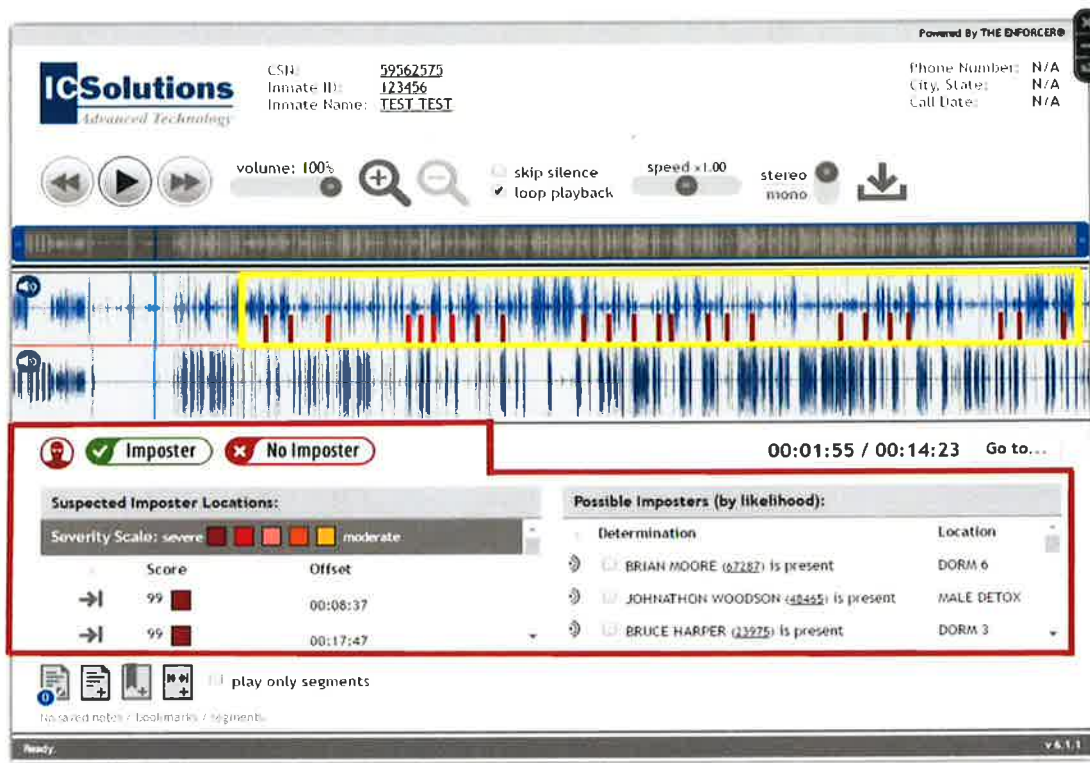 Powered By THE ENFORCER®
ICSolutions
Advanced Technology
CSN: 59562575
Inmate ID: 123456
Inmate Name: TEST TEST
Phone Number: N/A
City, State: N/A
Call Date: N/A
volume: 100%
skip silence
loop playback
speed x1.00
stereo
mono
Imposter
No Imposter
00:01:55 / 00:14:23 Go to...
Suspected Imposter Locations:
Severity Scale: severe moderate
Score Offset
99 00:08:37
99 00:17:47
Possible Imposters (by likelihood):
Determination Location
BRIAN MOORE (67287) is present DORM 6
JOHNATHON WOODSON (48465) is present MALE DETOX
BRUCE HARPER (23975) is present DORM 3
0
play only segments
No saved notes / bookmarks / segments
Ready. v 6.1.1